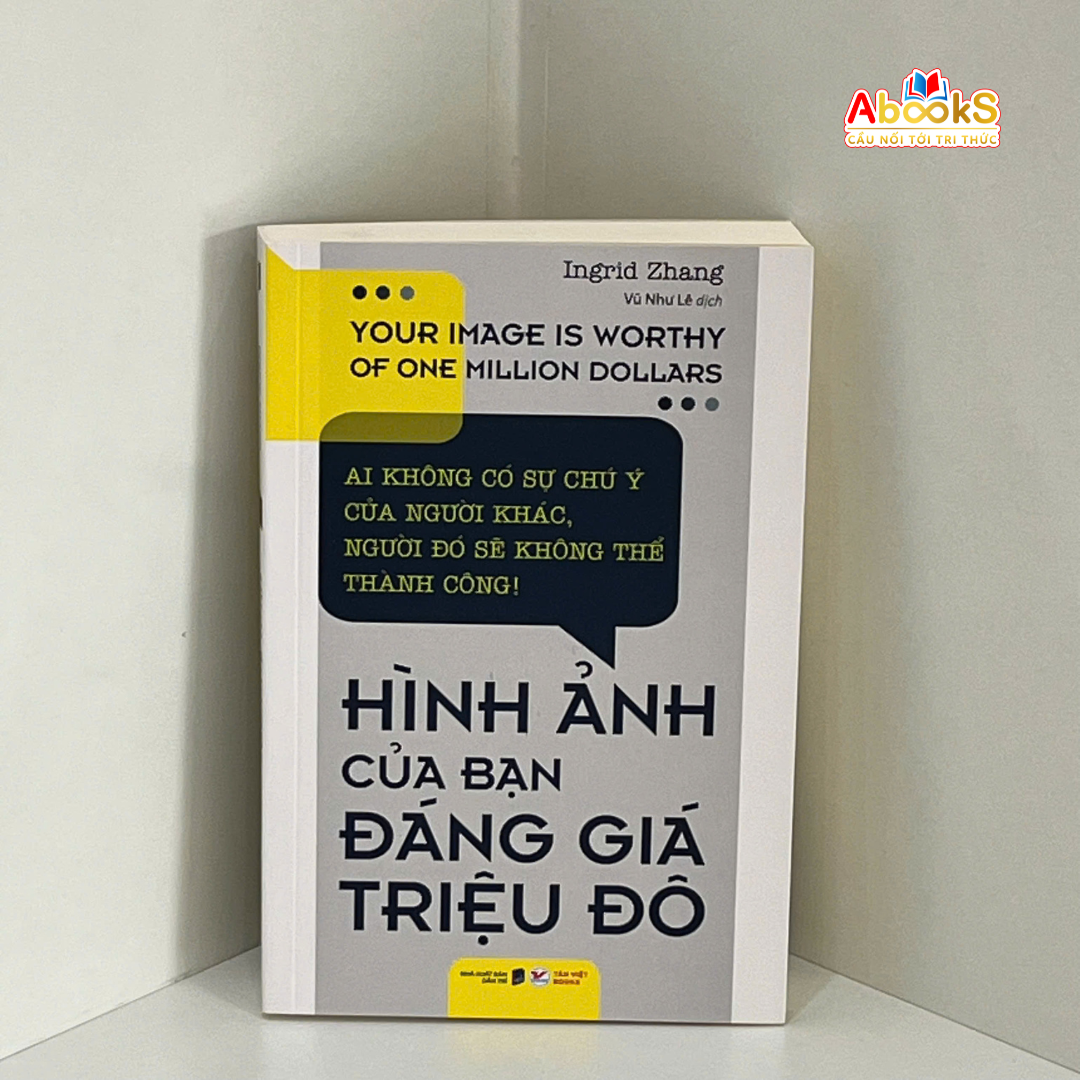 AbookS
CẦU NỐI TỚI TRI THỨC
Ingrid Zhang
Vũ Như Lê dịch
YOUR IMAGE IS WORTHY
OF ONE MILLION DOLLARS
AI KHÔNG CÓ SỰ CHÚ Ý
CỦA NGƯỜI KHÁC,
NGƯỜI ĐÓ SẼ KHÔNG THỂ
THÀNH CÔNG!
HÌNH ẢNH
CỦA BẠN
ĐÁNG GIÁ
TRIỆU ĐÔ
TÂN VIỆT
BOOKS